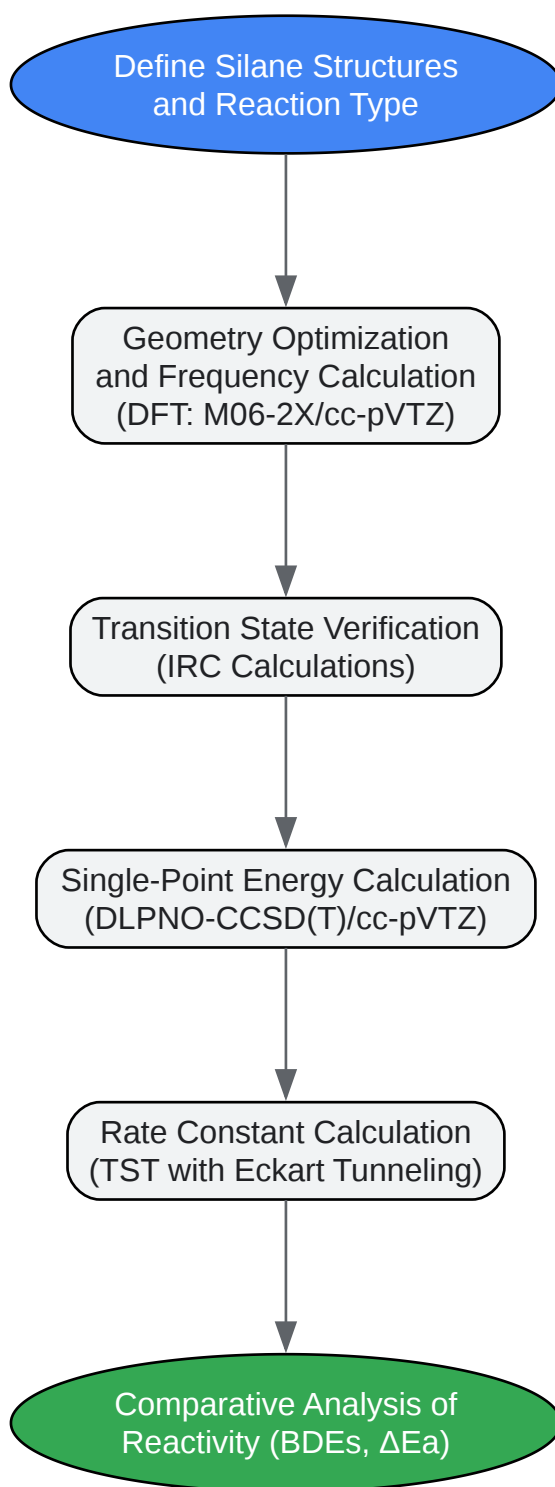 Define Silane Structures
and Reaction Type
Geometry Optimization
and Frequency Calculation
(DFT: M06-2X/cc-pVTZ)
Transition State Verification
(IRC Calculations)
Single-Point Energy Calculation
(DLPNO-CCSD(T)/cc-pVTZ)
Rate Constant Calculation
(TST with Eckart Tunneling)
Comparative Analysis of
Reactivity (BDEs, ΔEa)